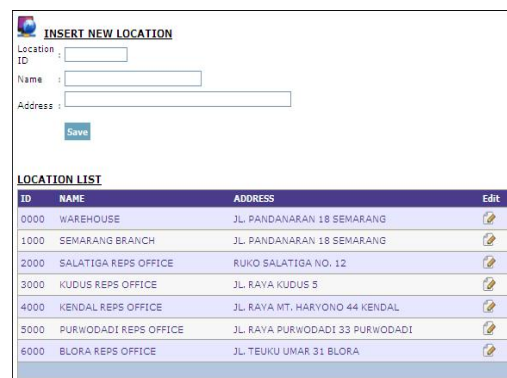 INSERT NEW LOCATION
Location ID :
Name :
Address :
Save
LOCATION LIST
ID NAME ADDRESS Edit
0000 WAREHOUSE JL. PANDANARAN 18 SEMARANG
1000 SEMARANG BRANCH JL. PANDANARAN 18 SEMARANG
2000 SALATIGA REPS OFFICE RUKO SALATIGA NO. 12
3000 KUDUS REPS OFFICE JL. RAYA KUDUS 5
4000 KENDAL REPS OFFICE JL. RAYA MT. HARYONO 44 KENDAL
5000 PURWODADI REPS OFFICE JL. RAYA PURWODADI 33 PURWODADI
6000 BLORA REPS OFFICE JL. TEUKU UMAR 31 BLORA